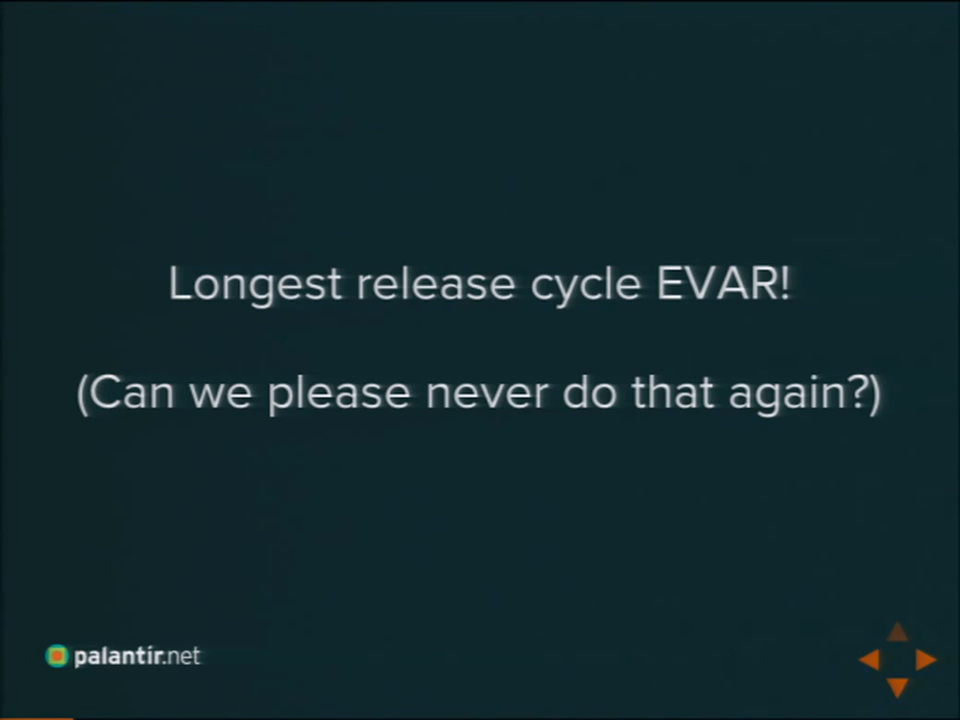 Longest release cycle EVAR!
(Can we please never do that again?)
palantir.net